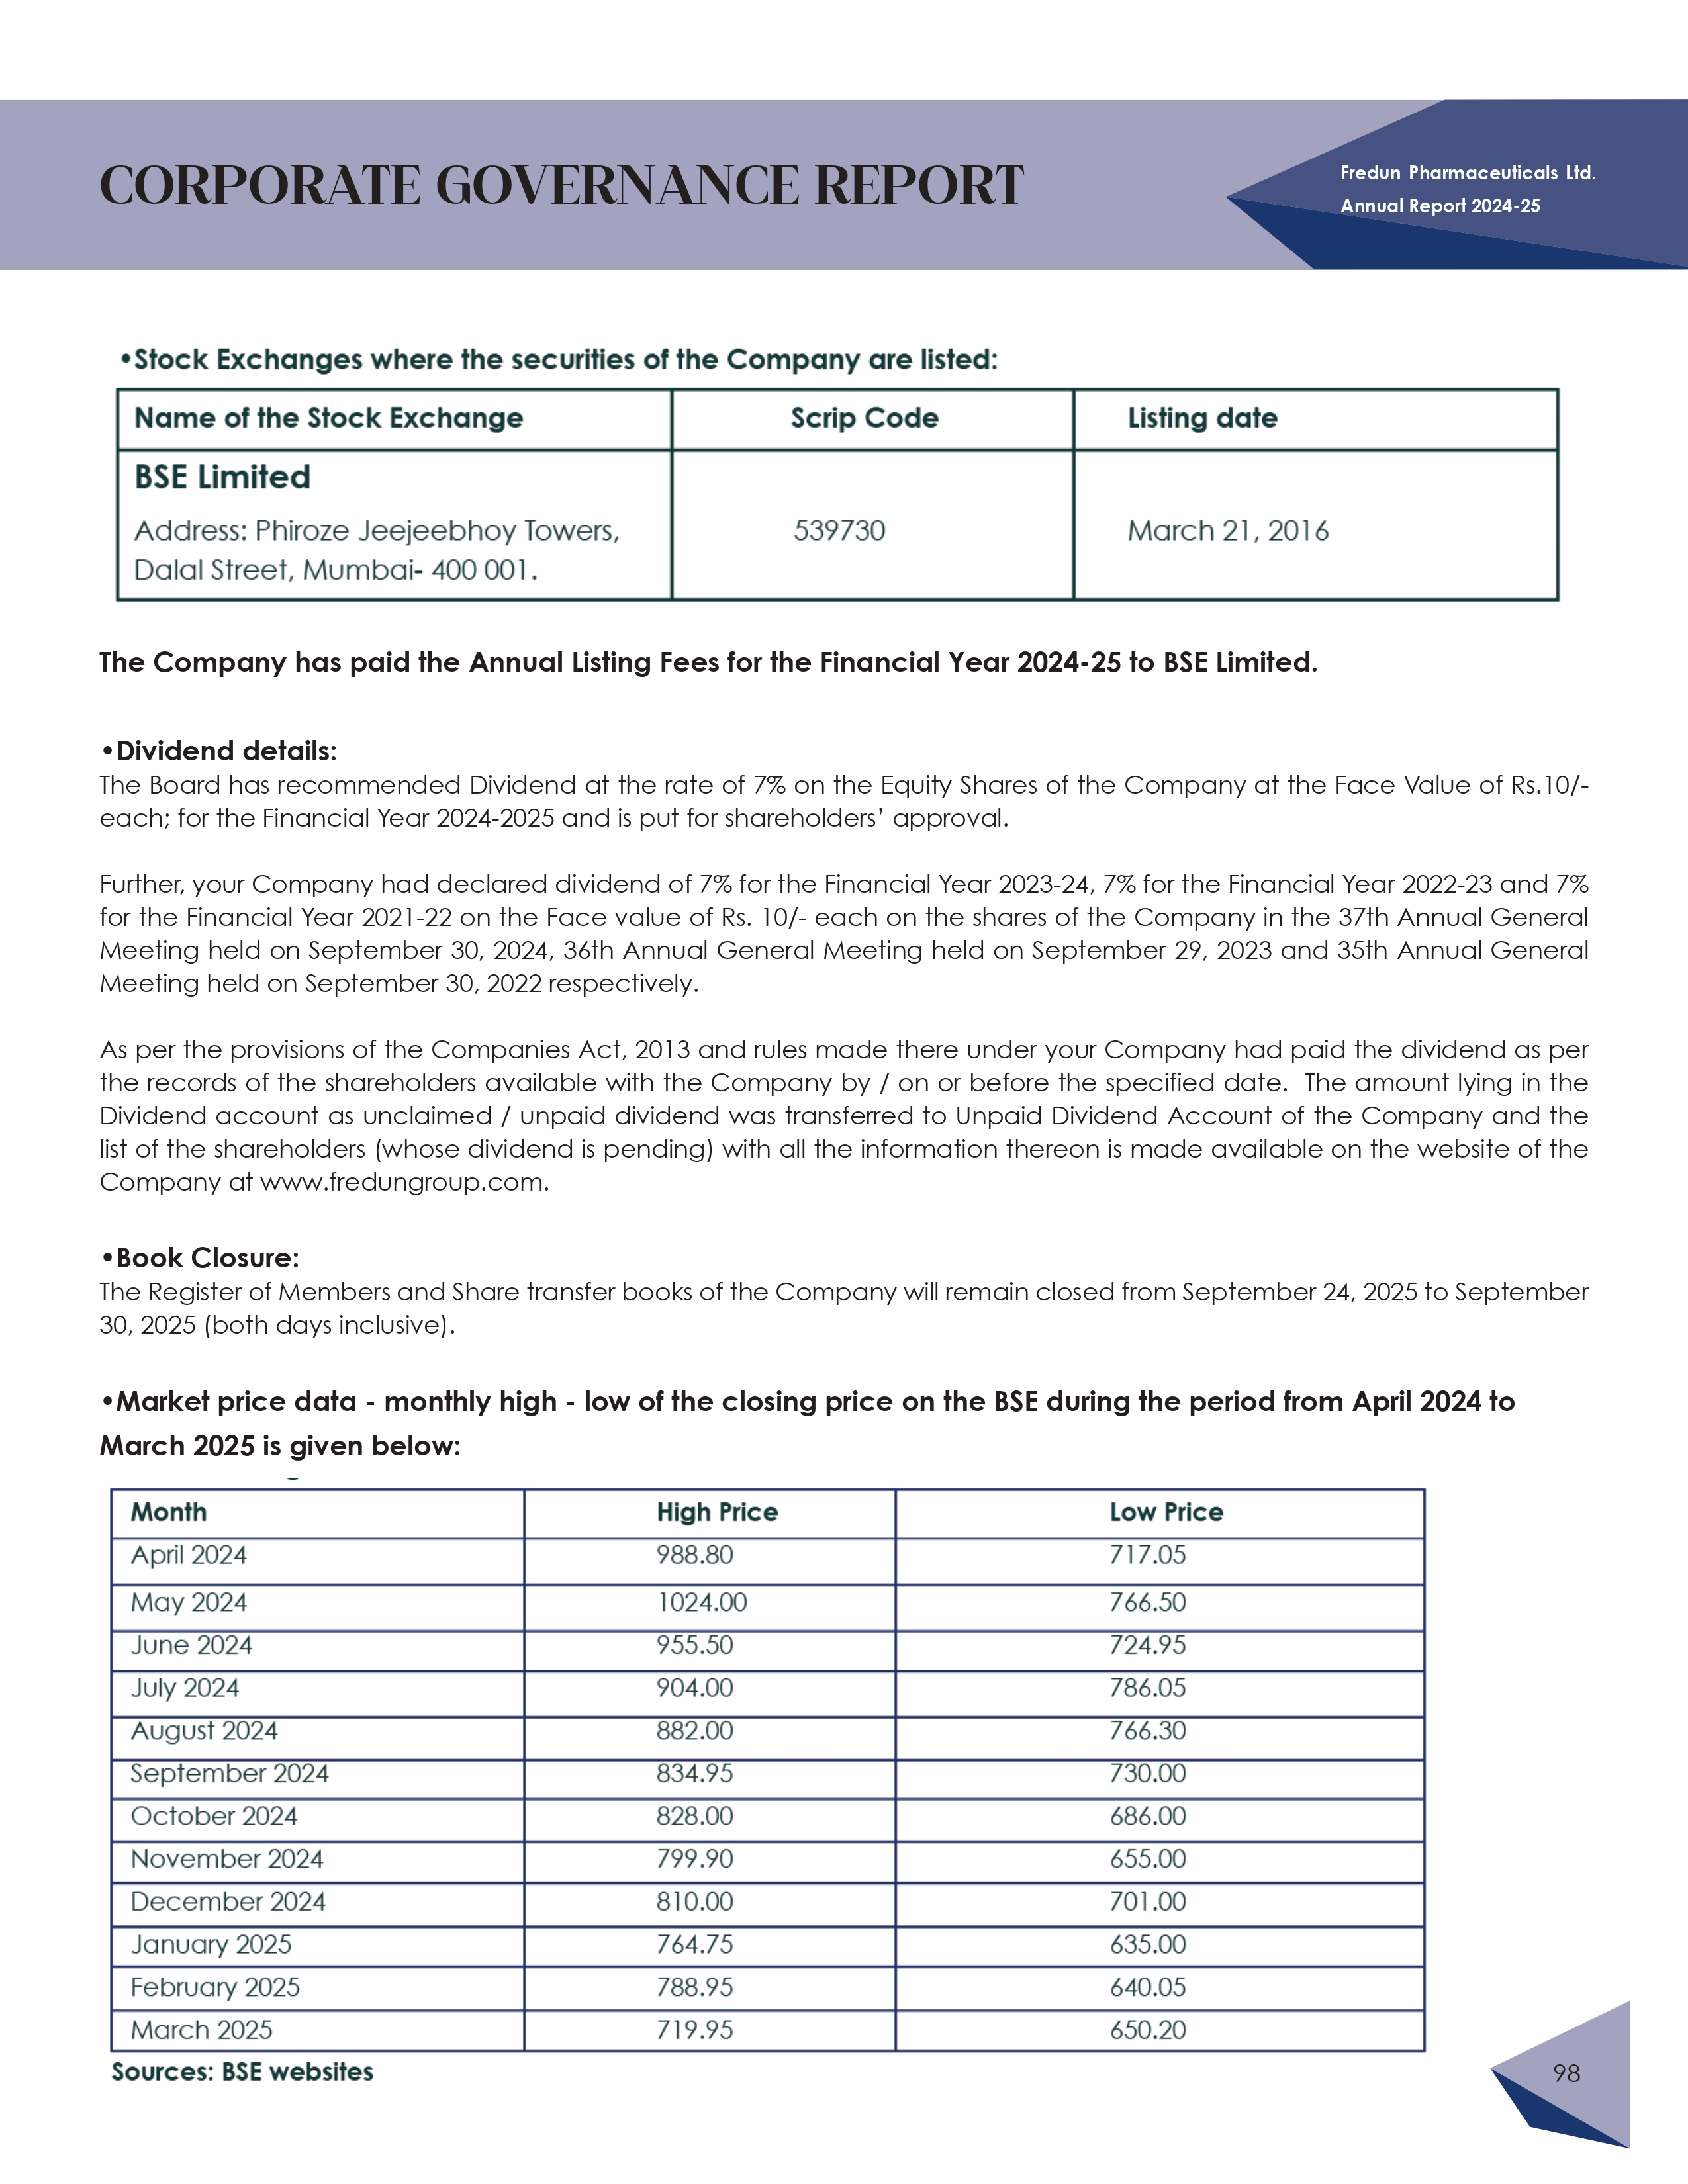 CORPORATE GOVERNANCE REPORT
Fredun Pharmaceuticals Ltd.
Annual Report 2024-25
•Stock Exchanges where the securities of the Company are listed:
Name of the Stock Exchange Scrip Code Listing date
BSE Limited
Address: Phiroze Jeejeebhoy Towers, 539730 March 21, 2016
Dalal Street, Mumbai- 400 001.
The Company has paid the Annual Listing Fees for the Financial Year 2024-25 to BSE Limited.
•Dividend details:
The Board has recommended Dividend at the rate of 7% on the Equity Shares of the Company at the Face Value of Rs.10/-
each; for the Financial Year 2024-2025 and is put for shareholders’ approval.
Further, your Company had declared dividend of 7% for the Financial Year 2023-24, 7% for the Financial Year 2022-23 and 7%
for the Financial Year 2021-22 on the Face value of Rs. 10/- each on the shares of the Company in the 37th Annual General
Meeting held on September 30, 2024, 36th Annual General Meeting held on September 29, 2023 and 35th Annual General
Meeting held on September 30, 2022 respectively.
As per the provisions of the Companies Act, 2013 and rules made there under your Company had paid the dividend as per
the records of the shareholders available with the Company by / on or before the specified date. The amount lying in the
Dividend account as unclaimed / unpaid dividend was transferred to Unpaid Dividend Account of the Company and the
list of the shareholders (whose dividend is pending) with all the information thereon is made available on the website of the
Company at www.fredungroup.com.
•Book Closure:
The Register of Members and Share transfer books of the Company will remain closed from September 24, 2025 to September
30, 2025 (both days inclusive).
•Market price data - monthly high - low of the closing price on the BSE during the period from April 2024 to
March 2025 is given below:
Month High Price Low Price
April 2024 988.80 717.05
May 2024 1024.00 766.50
June 2024 955.50 724.95
July 2024 904.00 786.05
August 2024 882.00 766.30
September 2024 834.95 730.00
October 2024 828.00 686.00
November 2024 799.90 655.00
December 2024 810.00 701.00
January 2025 764.75 635.00
February 2025 788.95 640.05
March 2025 719.95 650.20
Sources: BSE websites
98